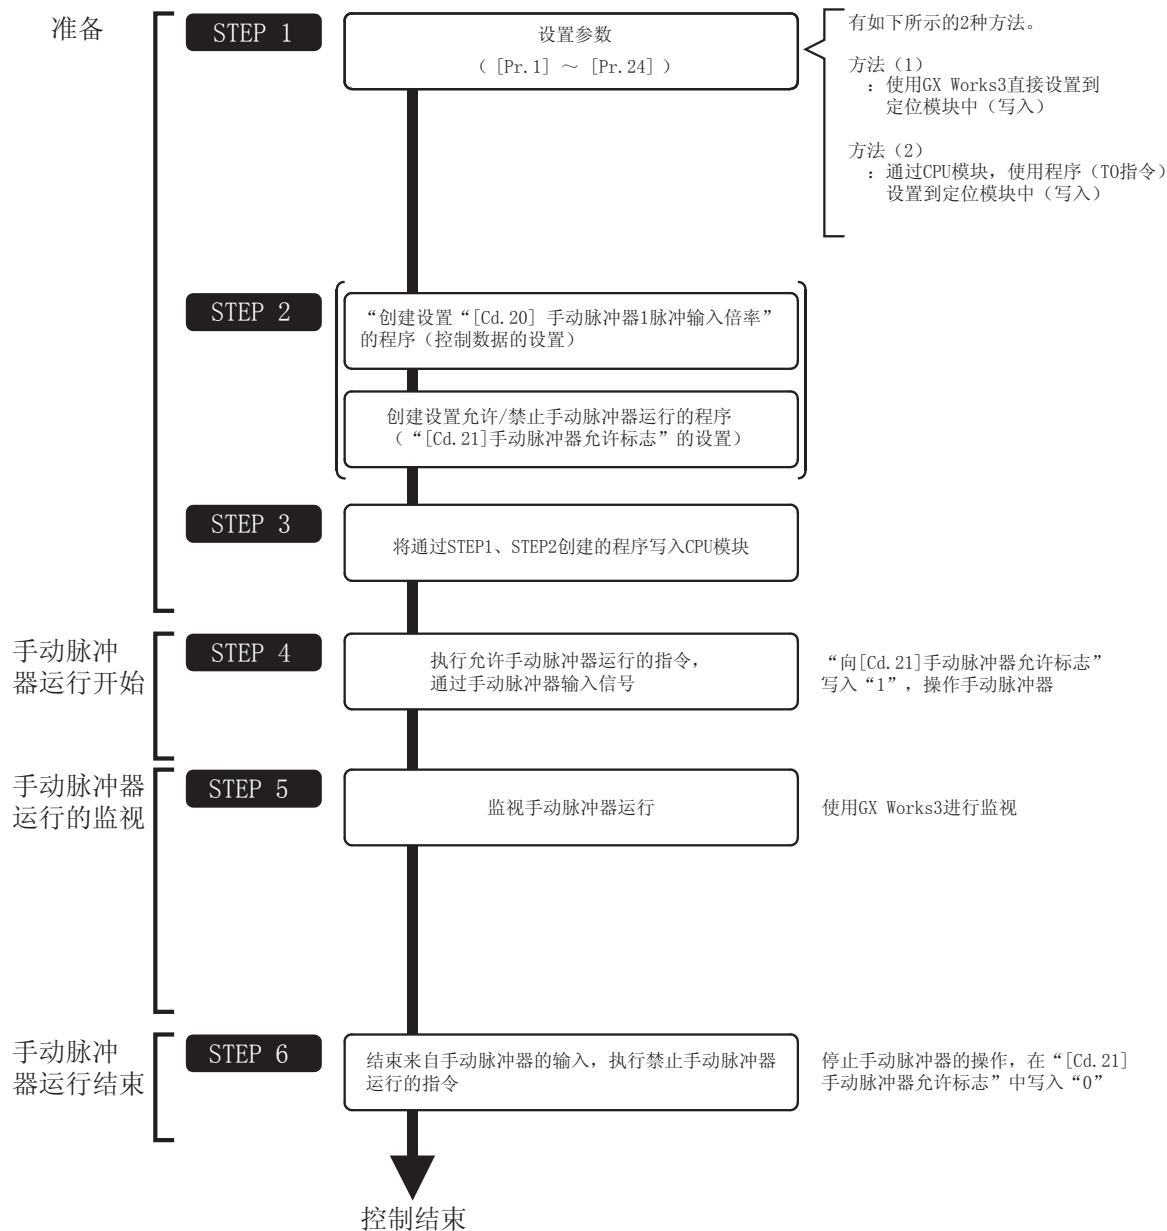 准备
STEP 1
设置参数
（ [Pr.1] ～ [Pr.24] ）
有如下所示的2种方法。
方法（1）
：使用GX Works3直接设置到
定位模块中（写入）
方法（2）
：通过CPU模块，使用程序（TO指令）
设置到定位模块中（写入）
STEP 2
“创建设置“[Cd.20] 手动脉冲器1脉冲输入倍率”
的程序（控制数据的设置）
创建设置允许/禁止手动脉冲器运行的程序
（“[Cd.21]手动脉冲器允许标志”的设置）
STEP 3
将通过STEP1、STEP2创建的程序写入CPU模块
手动脉冲
器运行开始
STEP 4
执行允许手动脉冲器运行的指令，
通过手动脉冲器输入信号
“向[Cd.21]手动脉冲器允许标志”
写入“1”，操作手动脉冲器
手动脉冲器
运行的监视
STEP 5
监视手动脉冲器运行
使用GX Works3进行监视
手动脉冲
器运行结束
STEP 6
结束来自手动脉冲器的输入，执行禁止手动脉冲器
运行的指令
停止手动脉冲器的操作，在“[Cd.21]
手动脉冲器允许标志”中写入“0”
控制结束